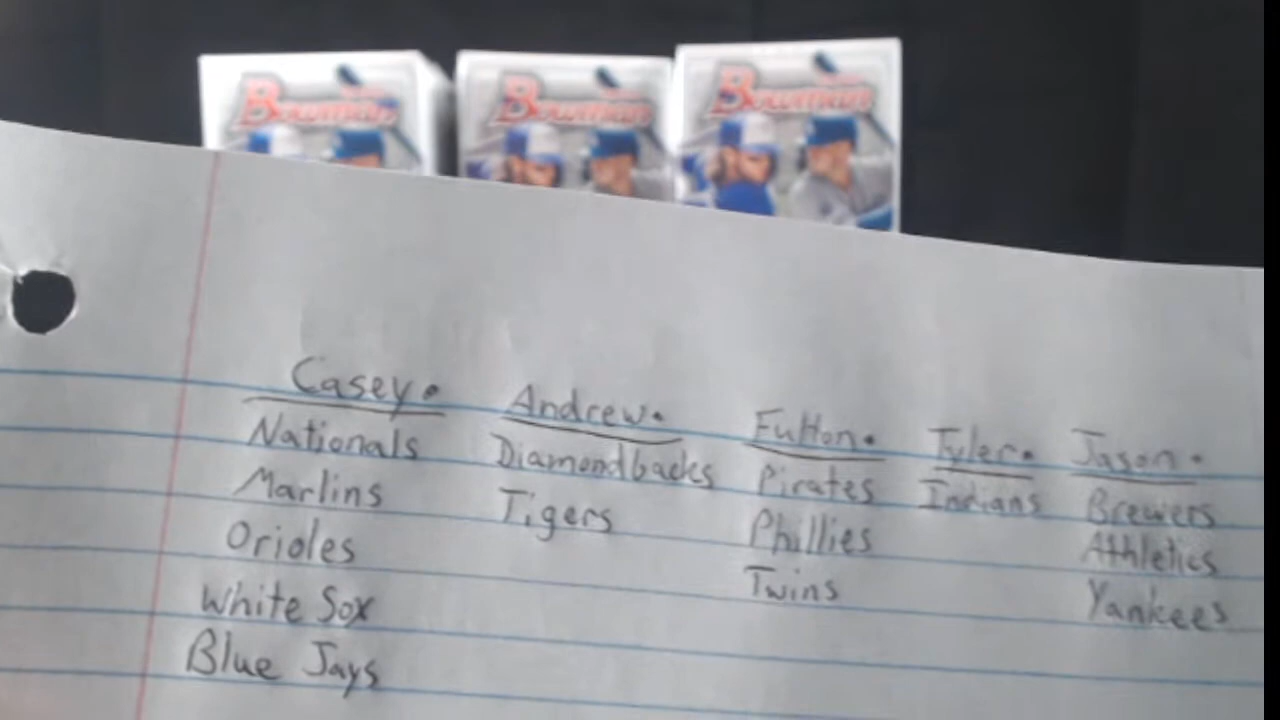 Bowman
Bowman
Bowman
Casey.
Nationals
Marlins
Orioles
White Sox
Blue Jays
Andrew.
Diamondbacks
Tigers
Fulton.
Pirates
Phillies
Twins
Tyler.
Indians
Jason.
Brewers
Athletics
Yankees